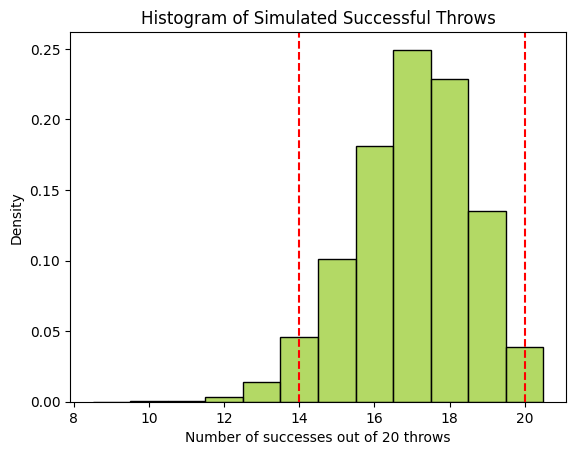 Histogram of Simulated Successful Throws
0.25
0.20
0.15
0.10
0.05
0.00
Density
8 10 12 14 16 18 20
Number of successes out of 20 throws